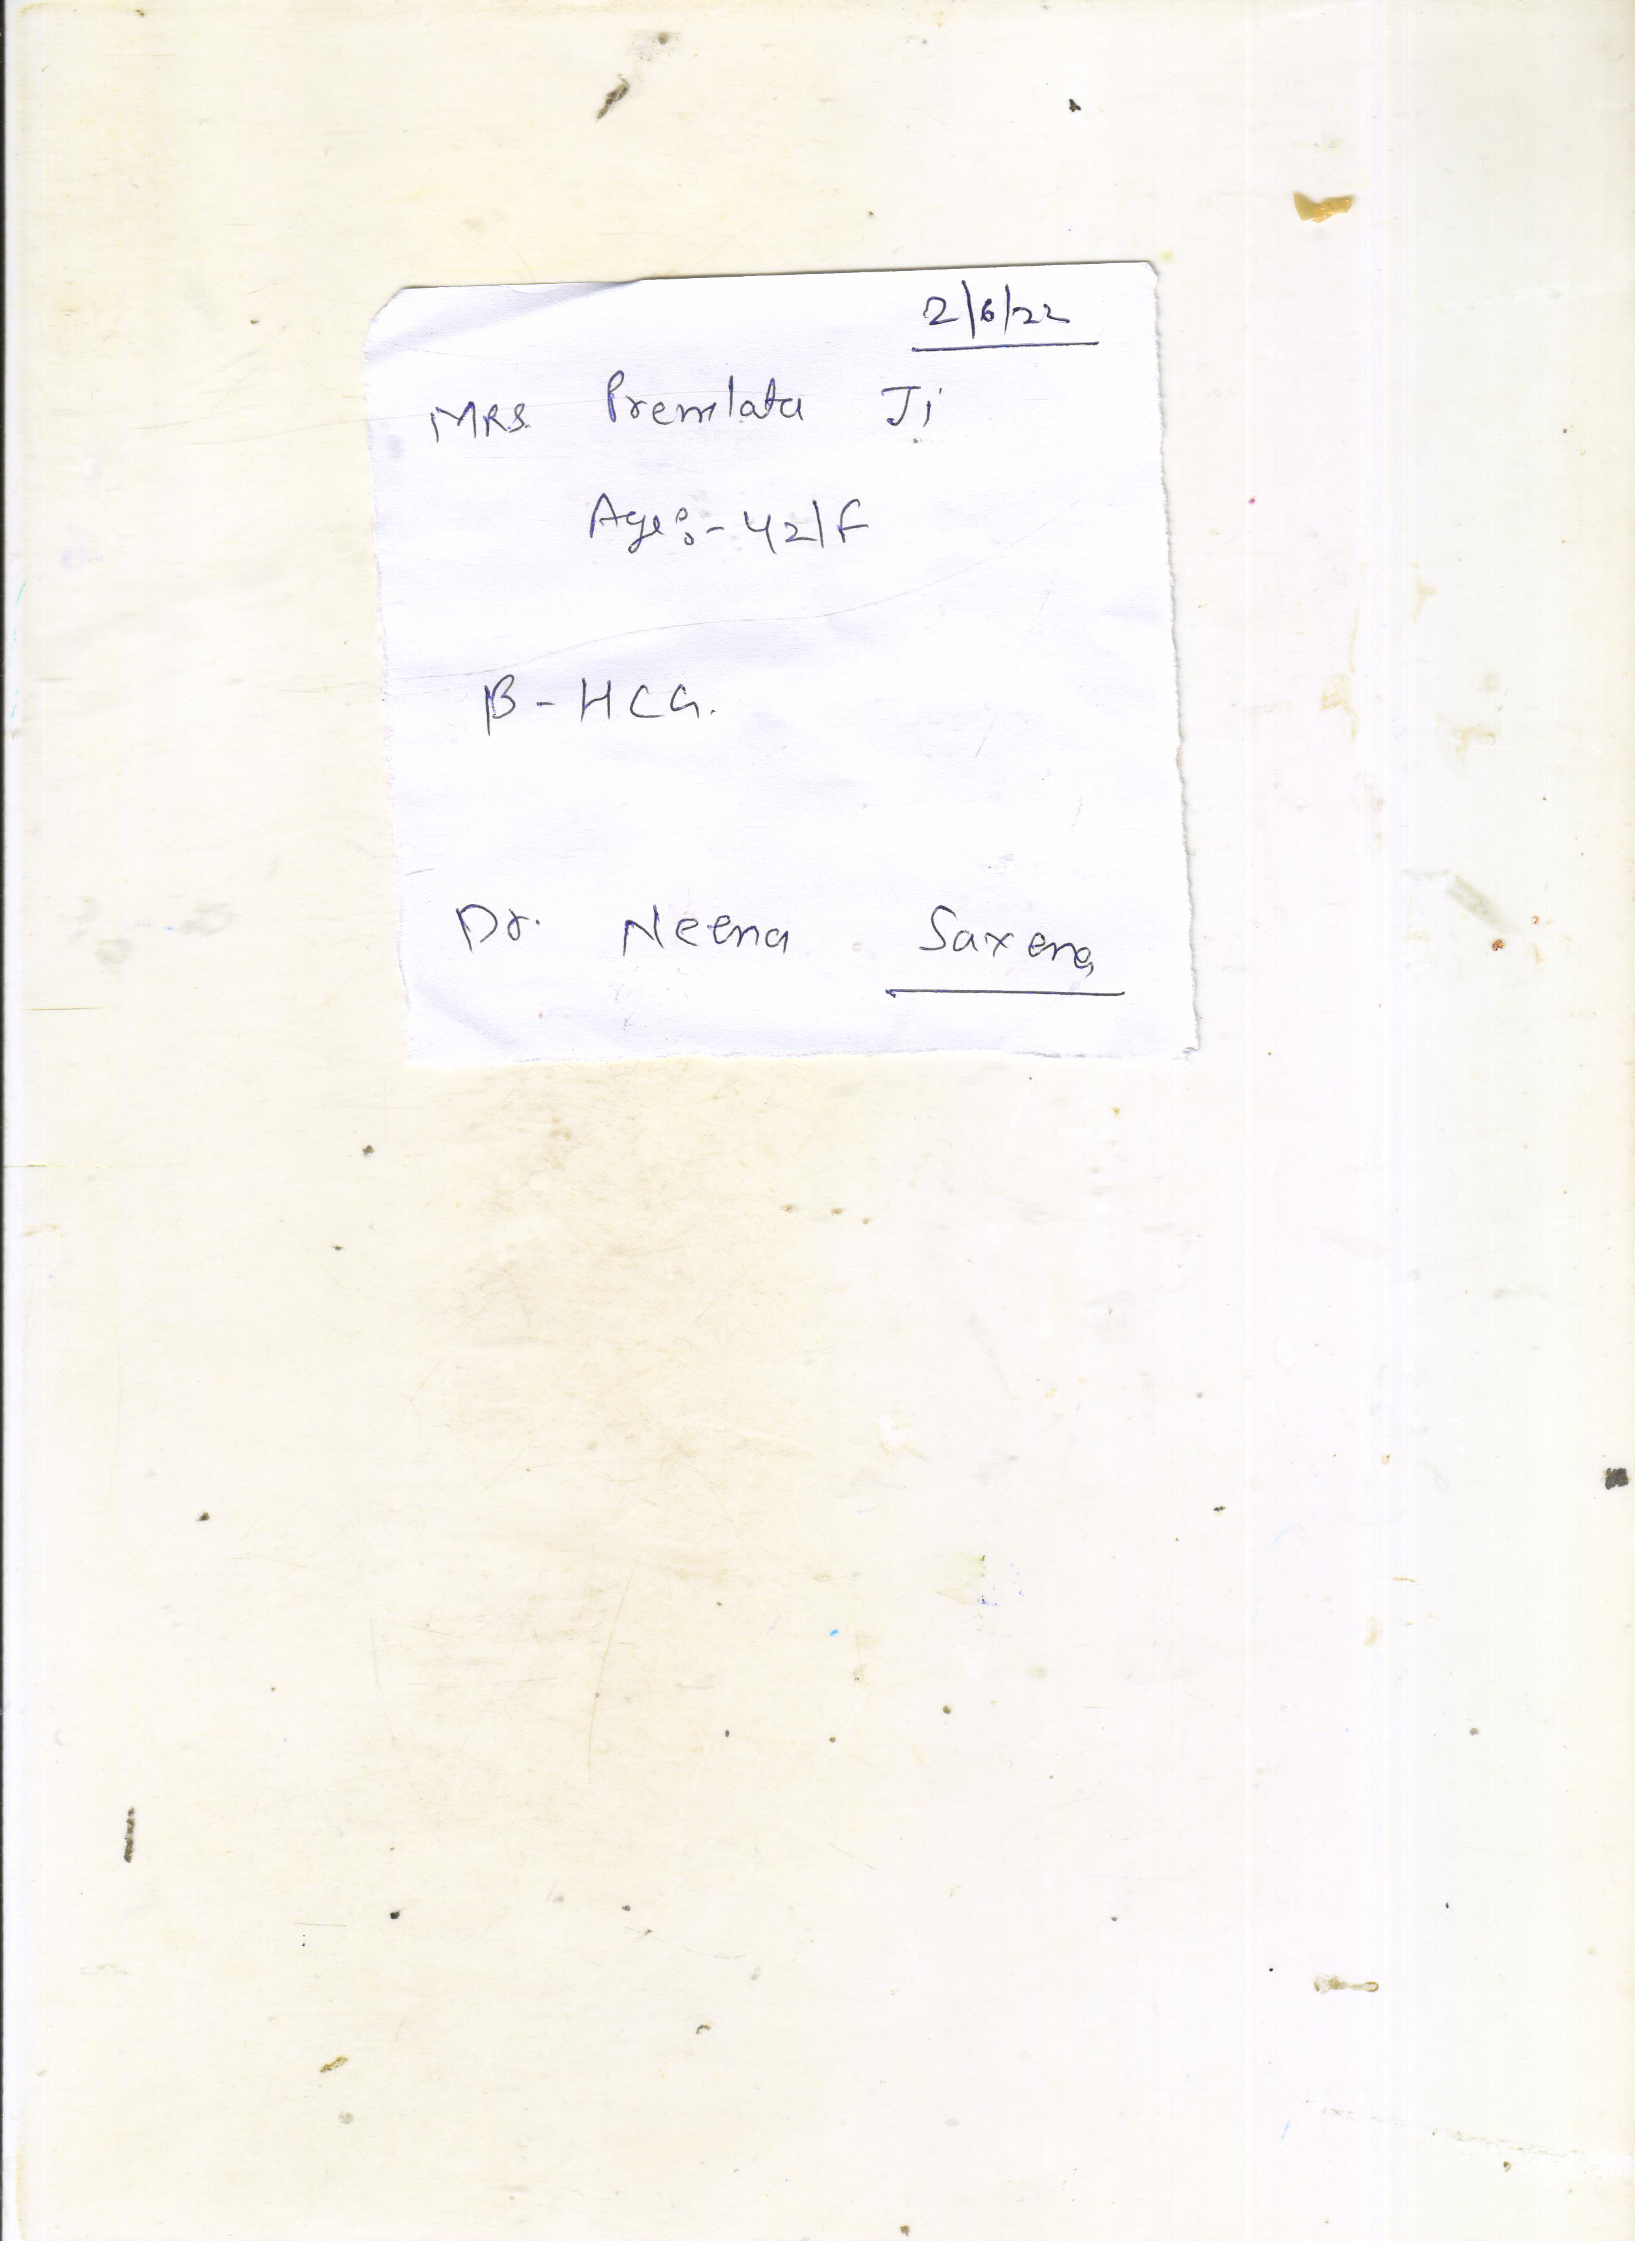 2/6/22
MRS. Premlata Ji
Age:- 42/F
β-HCG.
Dr. Neena Saxena